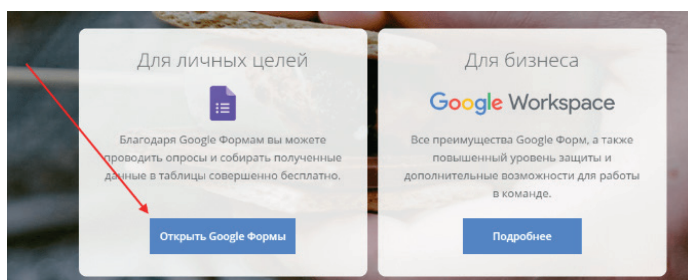 Для личных целей
Благодаря Google Формам вы можете
проводить опросы и собирать полученные
данные в таблицы совершенно бесплатно.
Открыть Google Формы
Для бизнеса
Google Workspace
Все преимущества Google Форм, а также
повышенный уровень защиты и
дополнительные возможности для работы
в команде.
Подробнее